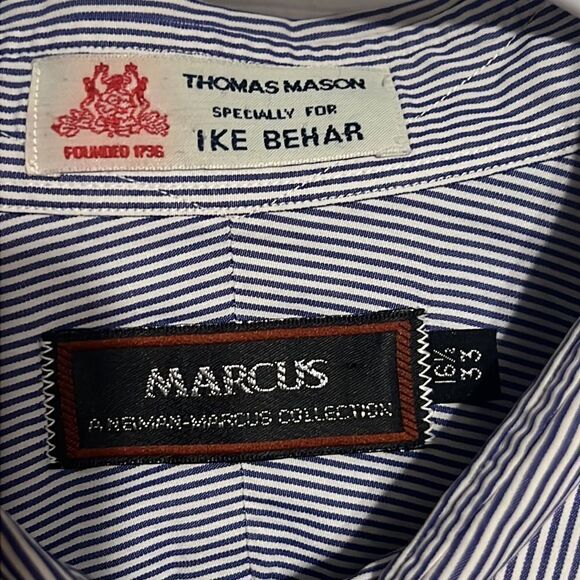 THOMAS MASON
SPECIALLY FOR
IKE BEHAR
FOUNDED 1796
MARCUS
A NEIMAN-MARCUS COLLECTION
16½
33